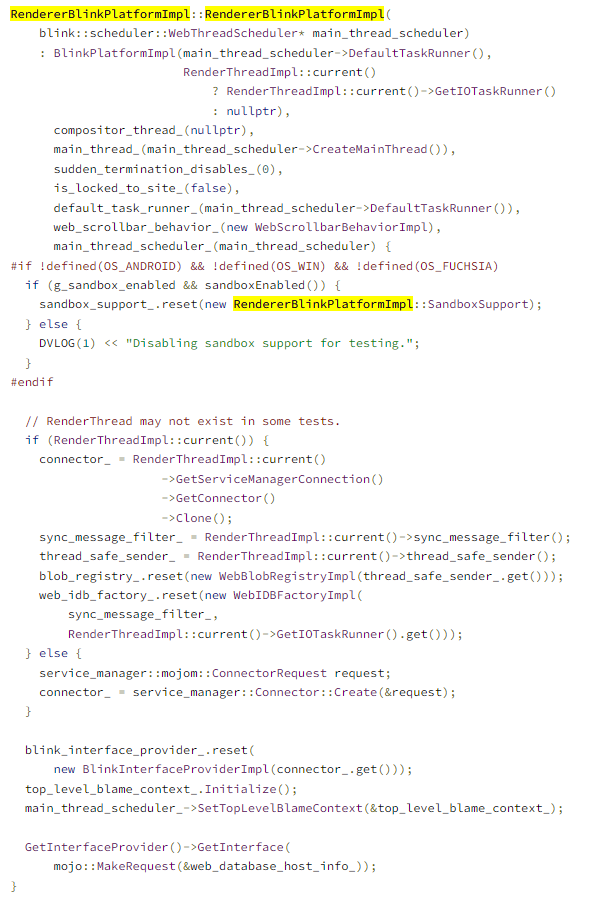 RendererBlinkPlatformImpl::RendererBlinkPlatformImpl(
    blink::scheduler::WebThreadScheduler* main_thread_scheduler)
    : BlinkPlatformImpl(main_thread_scheduler->DefaultTaskRunner(),
                        RenderThreadImpl::current()
                            ? RenderThreadImpl::current()->GetIOTaskRunner()
                            : nullptr),
      compositor_thread_(nullptr),
      main_thread_(main_thread_scheduler->CreateMainThread()),
      sudden_termination_disables_(0),
      is_locked_to_site_(false),
      default_task_runner_(main_thread_scheduler->DefaultTaskRunner()),
      web_scrollbar_behavior_(new WebScrollbarBehaviorImpl),
      main_thread_scheduler_(main_thread_scheduler) {
#if !defined(OS_ANDROID) && !defined(OS_WIN) && !defined(OS_FUCHSIA)
  if (g_sandbox_enabled && sandboxEnabled()) {
    sandbox_support_.reset(new RendererBlinkPlatformImpl::SandboxSupport);
  } else {
    DVLOG(1) << "Disabling sandbox support for testing.";
  }
#endif

  // RenderThread may not exist in some tests.
  if (RenderThreadImpl::current()) {
    connector_ = RenderThreadImpl::current()
                     ->GetServiceManagerConnection()
                     ->GetConnector()
                     ->Clone();
    sync_message_filter_ = RenderThreadImpl::current()->sync_message_filter();
    thread_safe_sender_ = RenderThreadImpl::current()->thread_safe_sender();
    blob_registry_.reset(new WebBlobRegistryImpl(thread_safe_sender_.get()));
    web_idb_factory_.reset(new WebIDBFactoryImpl(
        sync_message_filter_,
        RenderThreadImpl::current()->GetIOTaskRunner().get()));
  } else {
    service_manager::mojom::ConnectorRequest request;
    connector_ = service_manager::Connector::Create(&request);
  }

  blink_interface_provider_.reset(
      new BlinkInterfaceProviderImpl(connector_.get()));
  top_level_blame_context_.Initialize();
  main_thread_scheduler_->SetTopLevelBlameContext(&top_level_blame_context_);

  GetInterfaceProvider()->GetInterface(
      mojo::MakeRequest(&web_database_host_info_));
}